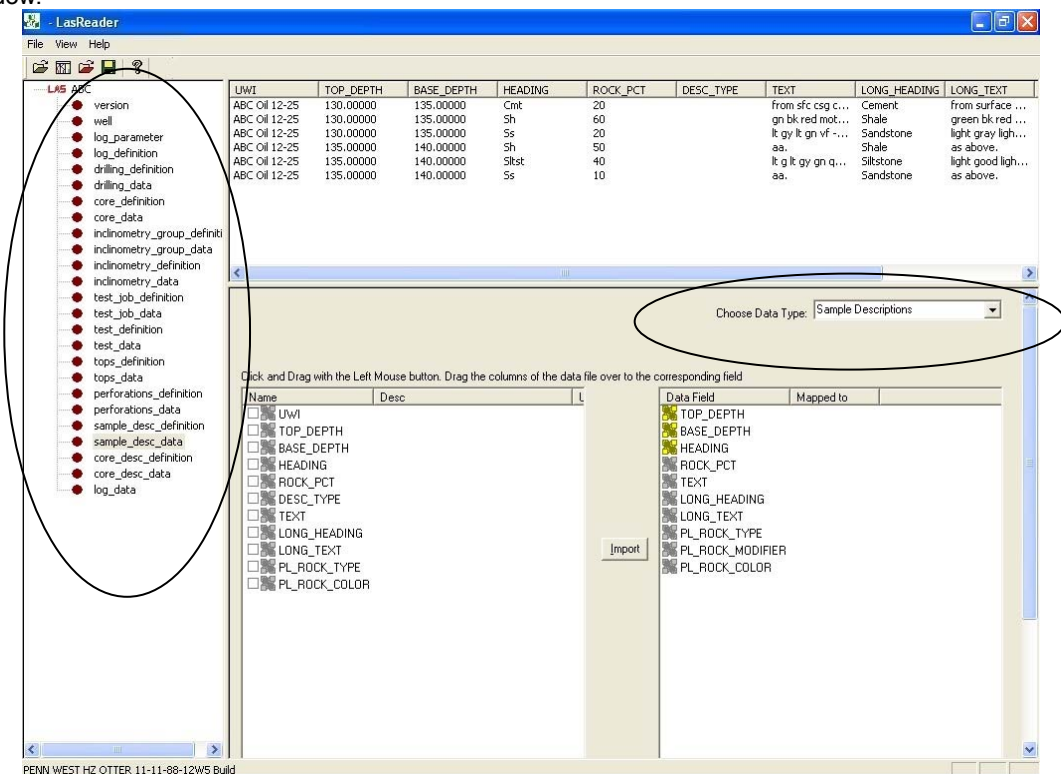 dow.
- LasReader
File View Help
LAS ABC
version
well
log_parameter
log_definition
drilling_definition
drilling_data
core_definition
core_data
inclinometry_group_definiti
inclinometry_group_data
inclinometry_definition
inclinometry_data
test_job_definition
test_job_data
test_definition
test_data
tops_definition
tops_data
perforations_definition
perforations_data
sample_desc_definition
sample_desc_data
core_desc_definition
core_desc_data
log_data
UWI TOP_DEPTH BASE_DEPTH HEADING ROCK_PCT DESC_TYPE TEXT LONG_HEADING LONG_TEXT
ABC Oil 12-25 130.00000 135.00000 Cmt 20 from sfc csg c... Cement from surface ...
ABC Oil 12-25 130.00000 135.00000 Sh 60 gn bk red mot... Shale green bk red ...
ABC Oil 12-25 130.00000 135.00000 Ss 20 lt gy lt gn vf -... Sandstone light gray ligh...
ABC Oil 12-25 135.00000 140.00000 Sh 50 aa. Shale as above.
ABC Oil 12-25 135.00000 140.00000 Sltst 40 lt g lt gy gn q... Siltstone light good ligh...
ABC Oil 12-25 135.00000 140.00000 Ss 10 aa. Sandstone as above.
Choose Data Type: Sample Descriptions
Click and Drag with the Left Mouse button. Drag the columns of the data file over to the corresponding field
Name Desc
UWI
TOP_DEPTH
BASE_DEPTH
HEADING
ROCK_PCT
DESC_TYPE
TEXT
LONG_HEADING
LONG_TEXT
PL_ROCK_TYPE
PL_ROCK_COLOR
Import
Data Field Mapped to
TOP_DEPTH
BASE_DEPTH
HEADING
ROCK_PCT
TEXT
LONG_HEADING
LONG_TEXT
PL_ROCK_TYPE
PL_ROCK_MODIFIER
PL_ROCK_COLOR
PENN WEST HZ OTTER 11-11-88-12W5 Build